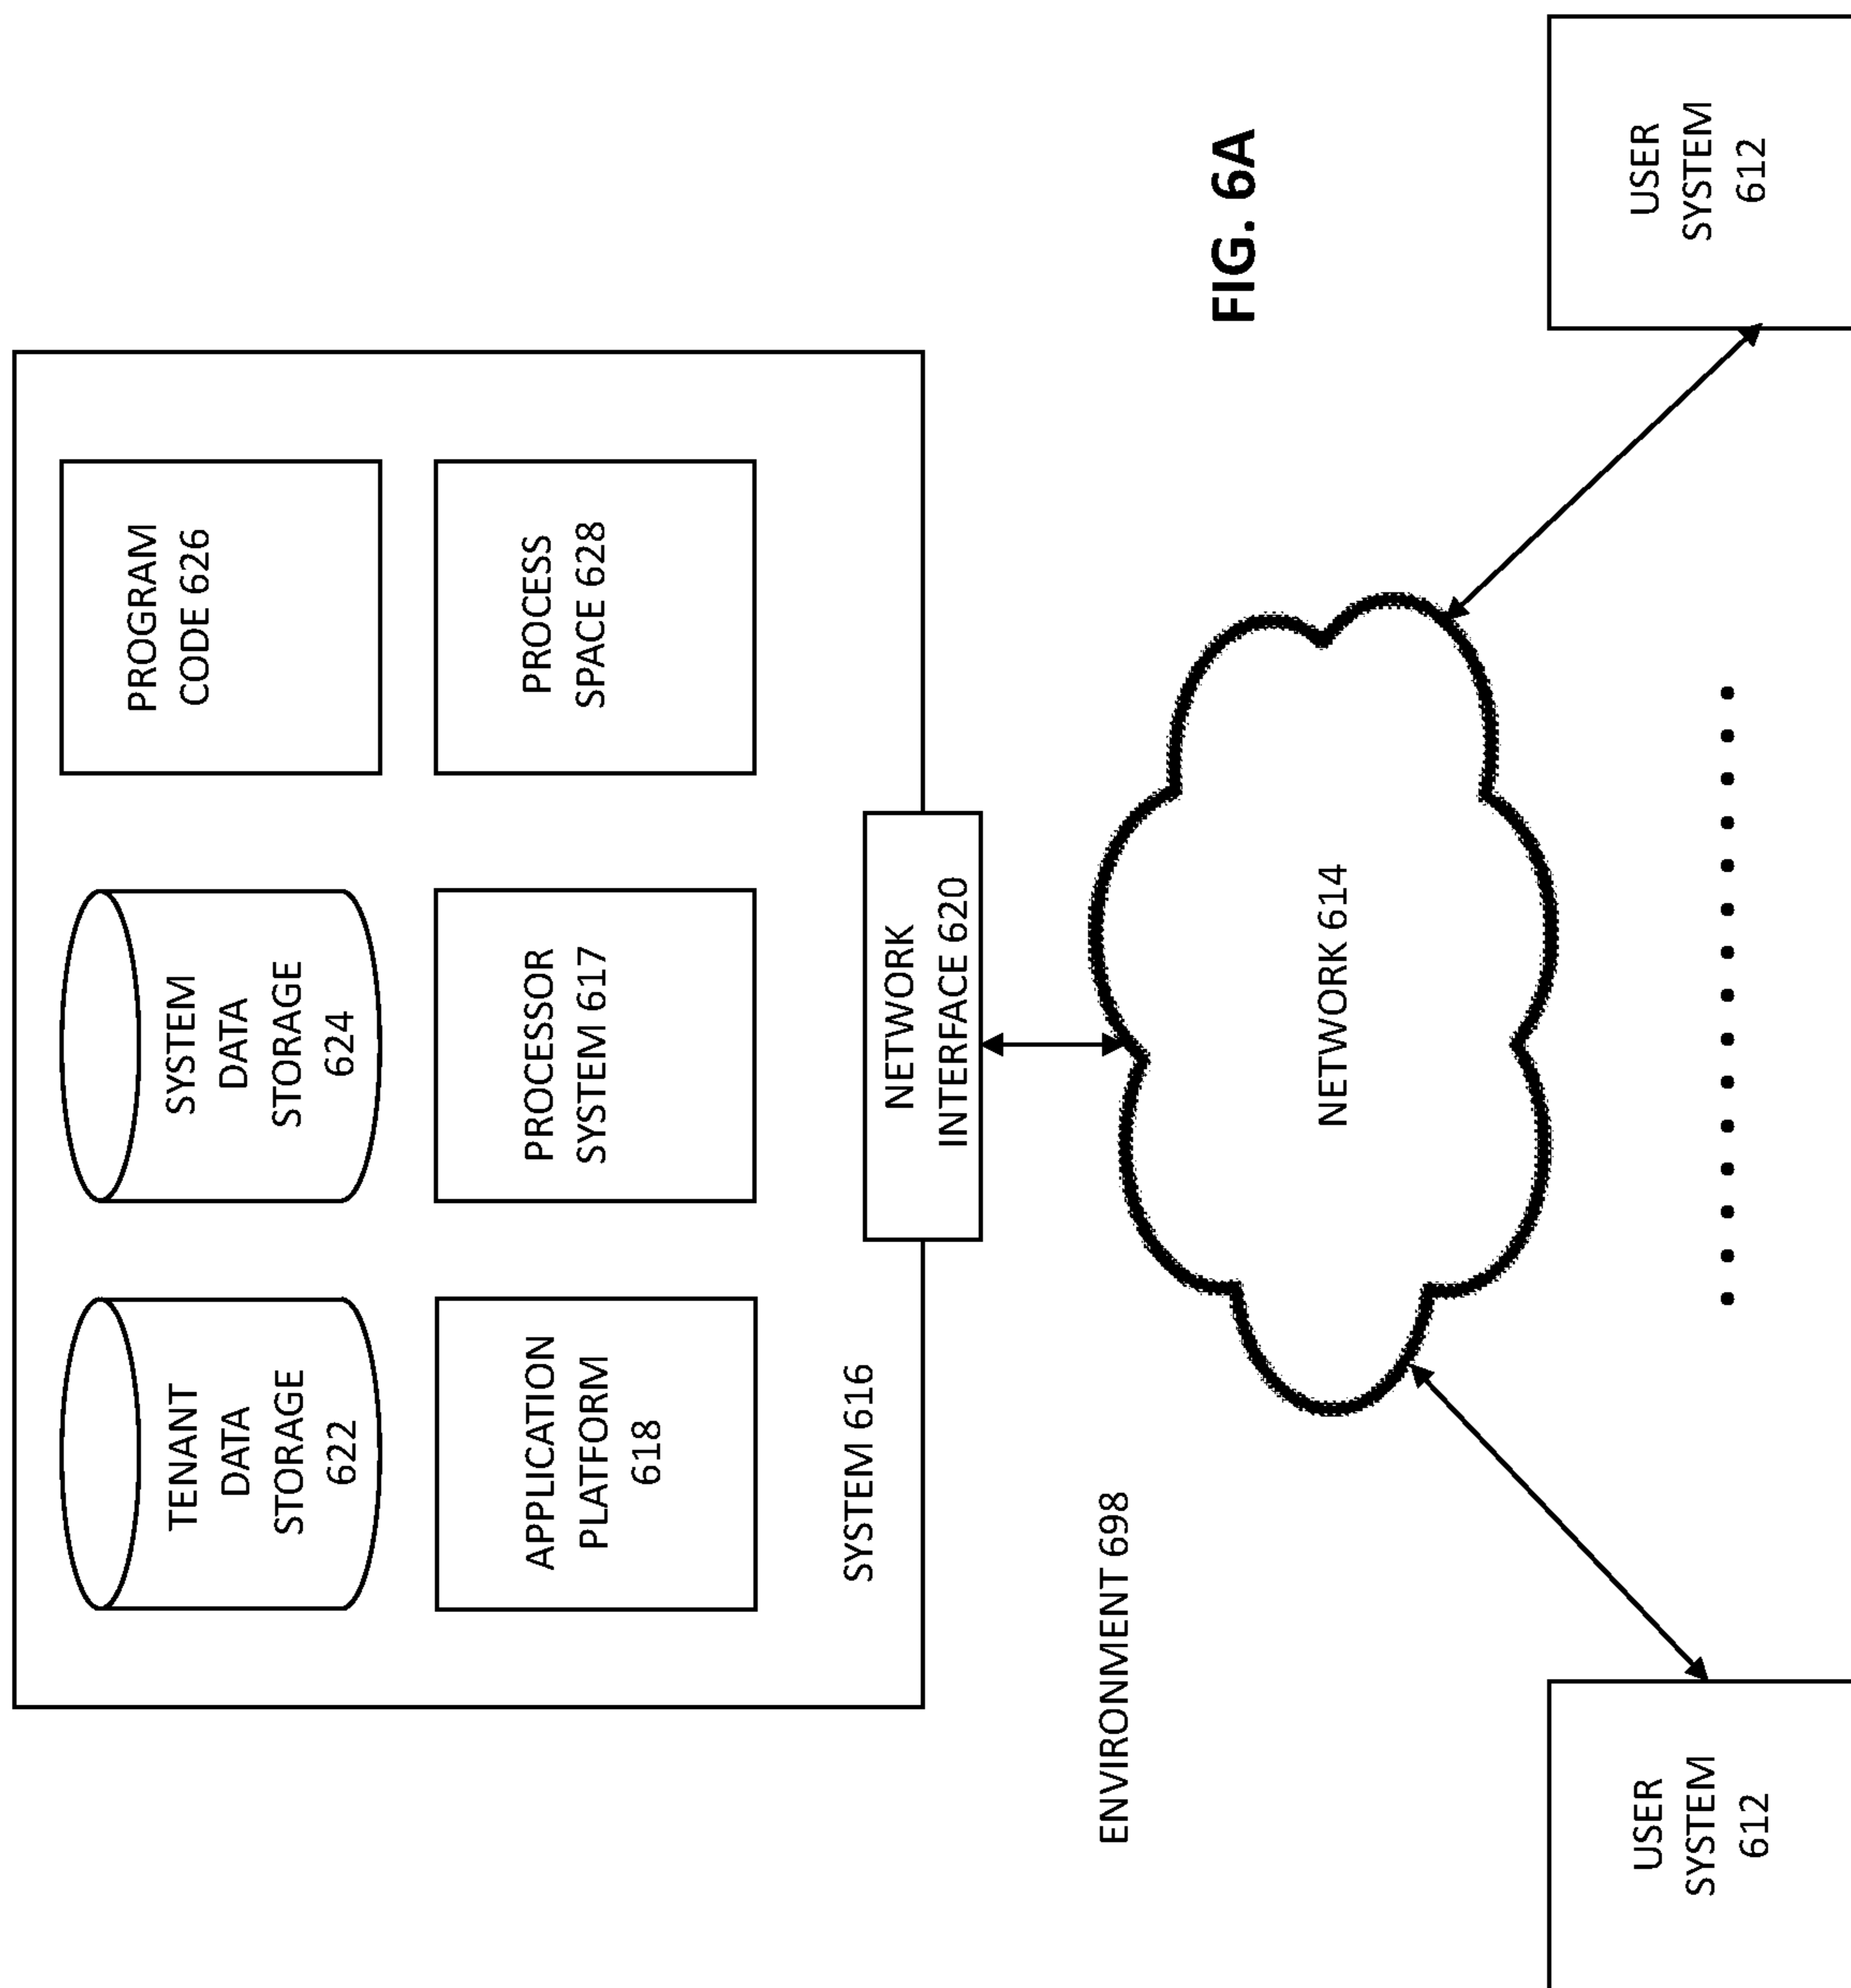 TENANT
DATA
STORAGE
622
SYSTEM
DATA
STORAGE
624
PROGRAM
CODE 626
APPLICATION
PLATFORM
618
PROCESSOR
SYSTEM 617
PROCESS
SPACE 628
SYSTEM 616
NETWORK
INTERFACE 620
ENVIRONMENT 698
NETWORK 614
FIG. 6A
USER
SYSTEM
612
USER
SYSTEM
612